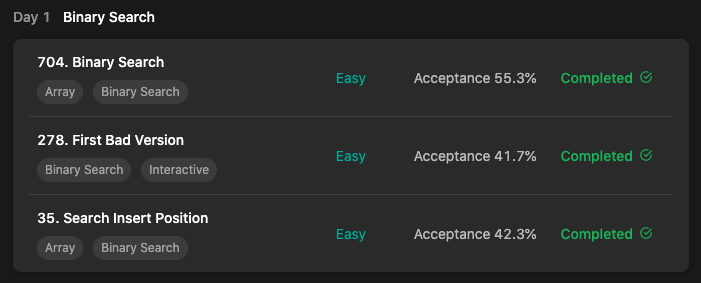 Day 1 Binary Search
704. Binary Search
Easy Acceptance 55.3% Completed
Array Binary Search
278. First Bad Version
Easy Acceptance 41.7% Completed
Binary Search Interactive
35. Search Insert Position
Easy Acceptance 42.3% Completed
Array Binary Search